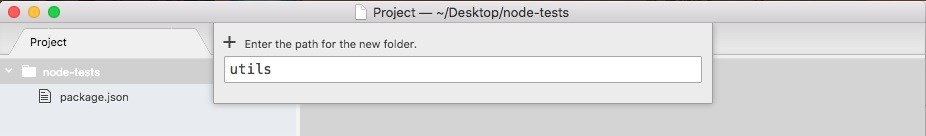 Project — ~/Desktop/node-tests
Project
Enter the path for the new folder.
utils
node-tests
package.json